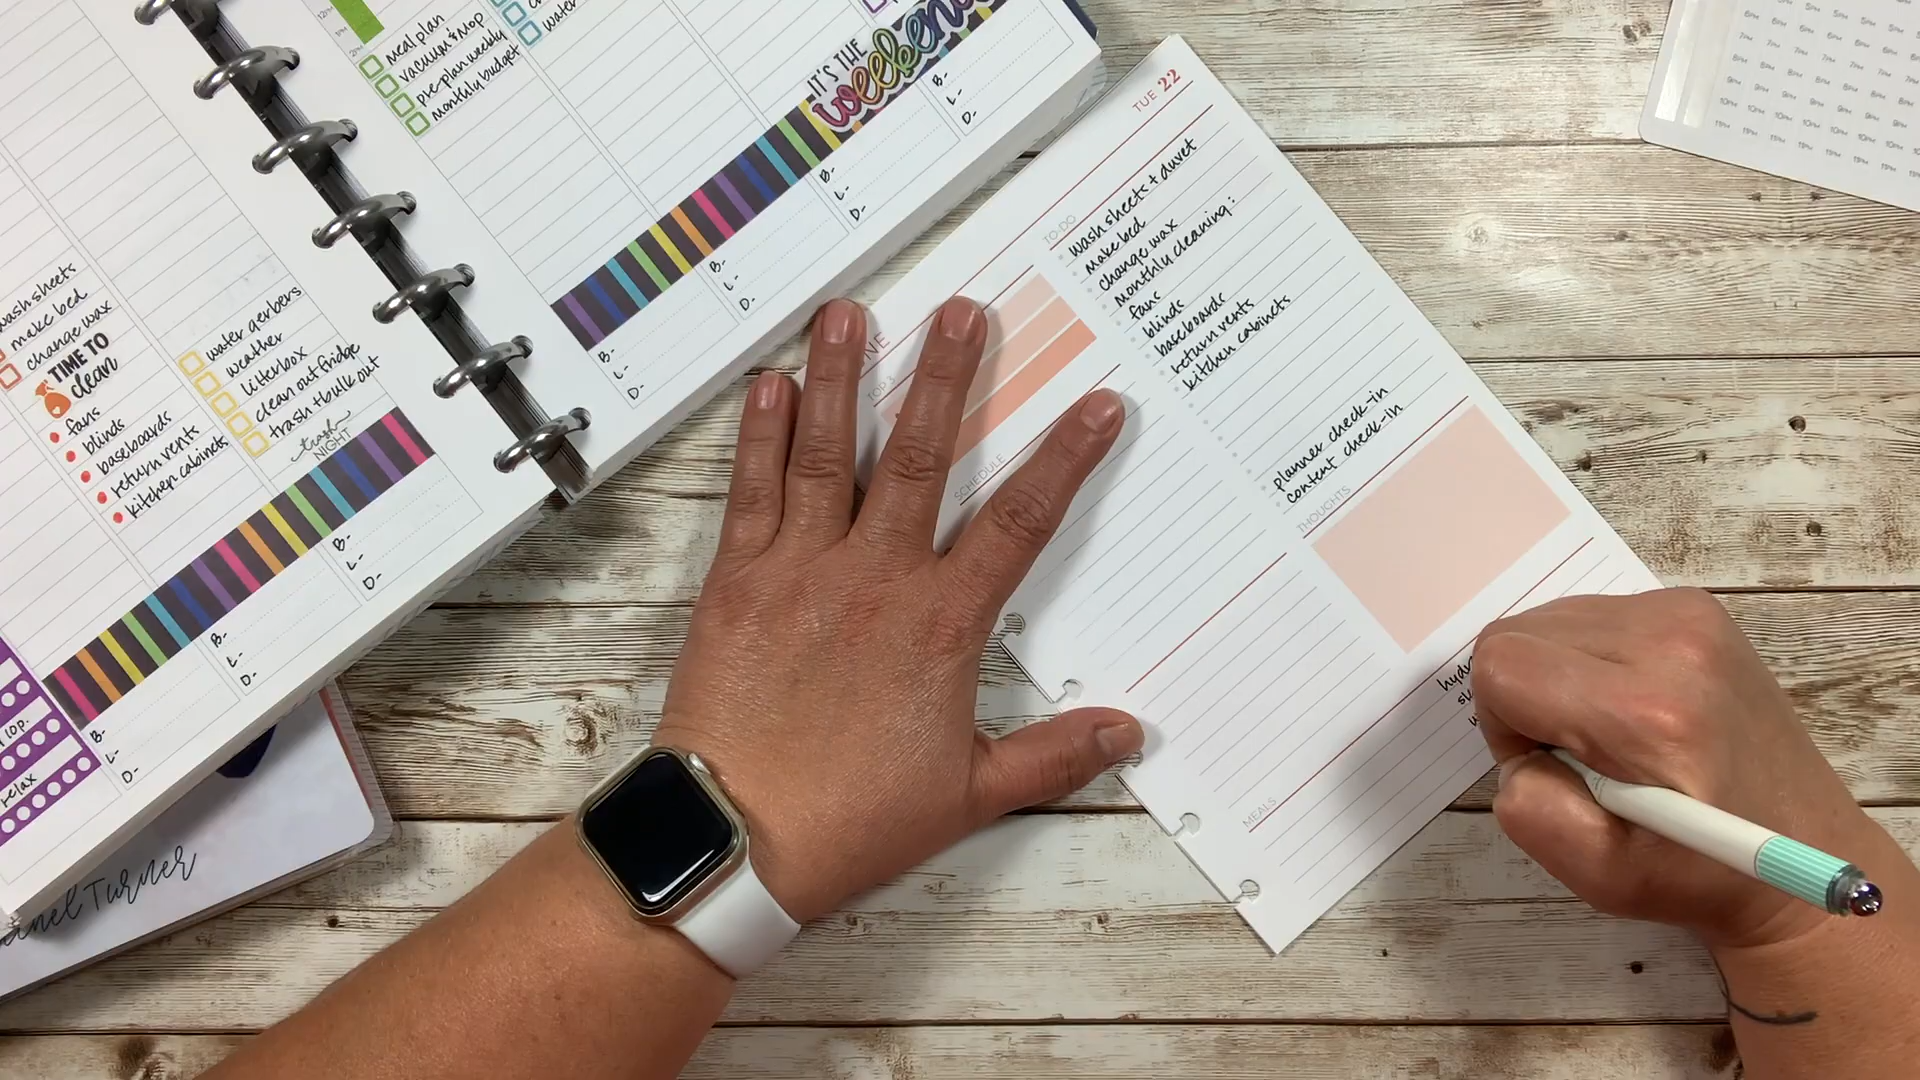 meal plan
vacuum & mop
pre-plan weekly
monthly budget
water
IT'S THE
weekend
B-
L-
D-
B-
L-
D-
B-
L-
D-
B-
L-
D-
wash sheets
make bed
change wax
TIME TO
clean
fans
blinds
baseboards
return vents
kitchen cabinets
water gerbers
weather
litterbox
clean out fridge
trash + bulk out
trash
NIGHT
B-
L-
D-
B-
L-
D-
B-
L-
D-
relax
TUE 22
TOP 3
SCHEDULE
TO-DO
wash sheets + duvet
make bed
change wax
monthly cleaning:
fans
blinds
baseboards
return vents
kitchen cabinets
planner check-in
content check-in
THOUGHTS
MEALS